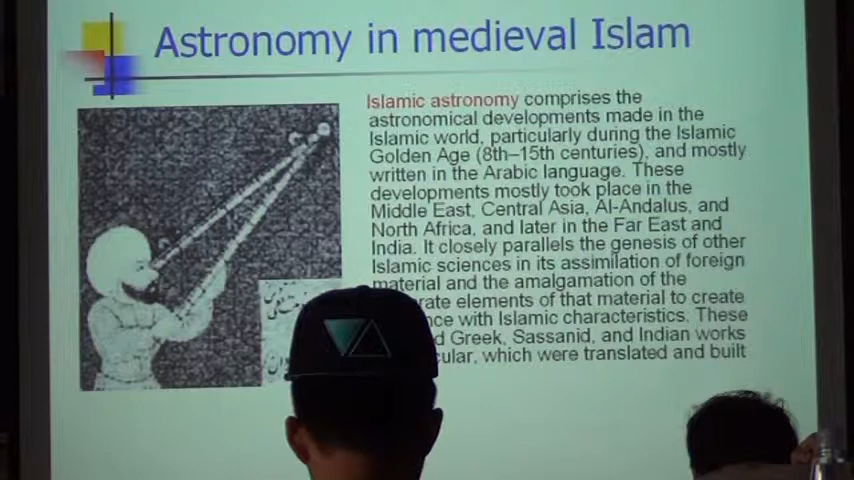 Astronomy in medieval Islam
Islamic astronomy comprises the
astronomical developments made in the
Islamic world, particularly during the Islamic
Golden Age (8th–15th centuries), and mostly
written in the Arabic language. These
developments mostly took place in the
Middle East, Central Asia, Al-Andalus, and
North Africa, and later in the Far East and
India. It closely parallels the genesis of other
Islamic sciences in its assimilation of foreign
material and the amalgamation of the
elements of that material to create
with Islamic characteristics. These
Greek, Sassanid, and Indian works
which were translated and built